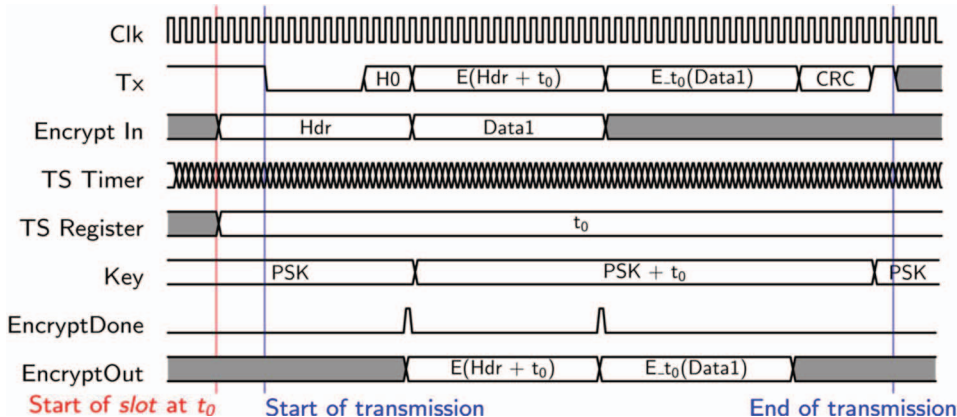 Clk
Tx H0 E(Hdr + t₀) E_t₀(Data1) CRC
Encrypt In Hdr Data1
TS Timer
TS Register t₀
Key PSK PSK + t₀ PSK
EncryptDone
EncryptOut E(Hdr + t₀) E_t₀(Data1)
Start of slot at t₀ Start of transmission End of transmission